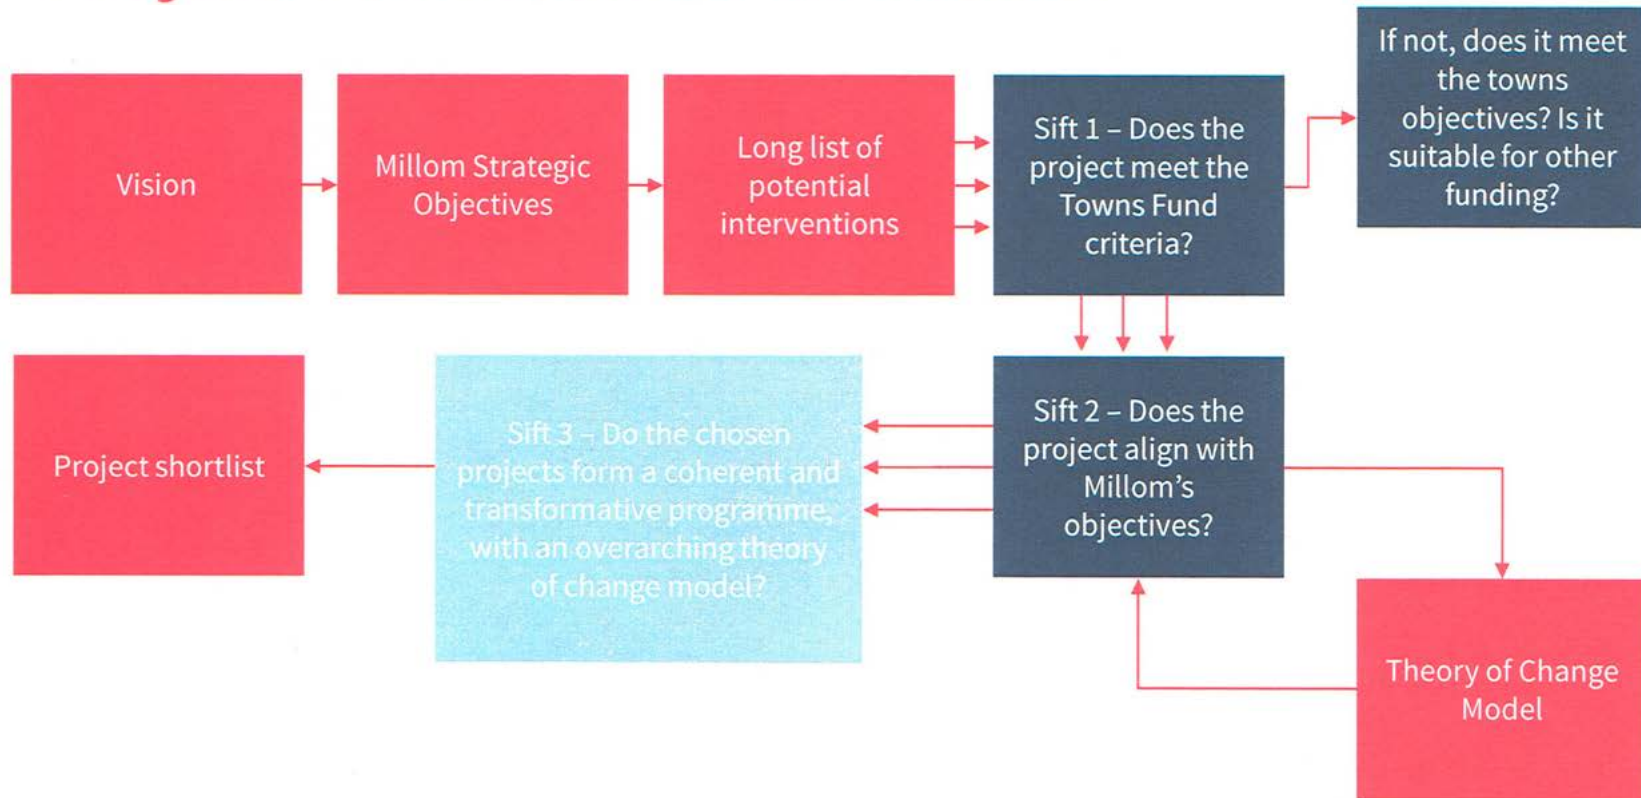 Vision
Millom Strategic
Objectives
Long list of
potential
interventions
Sift 1 – Does the
project meet the
Towns Fund
criteria?
If not, does it meet
the towns
objectives? Is it
suitable for other
funding?
Project shortlist
Sift 3 – Do the chosen
projects form a coherent and
transformative programme,
with an overarching theory
of change model?
Sift 2 – Does the
project align with
Millom’s
objectives?
Theory of Change
Model